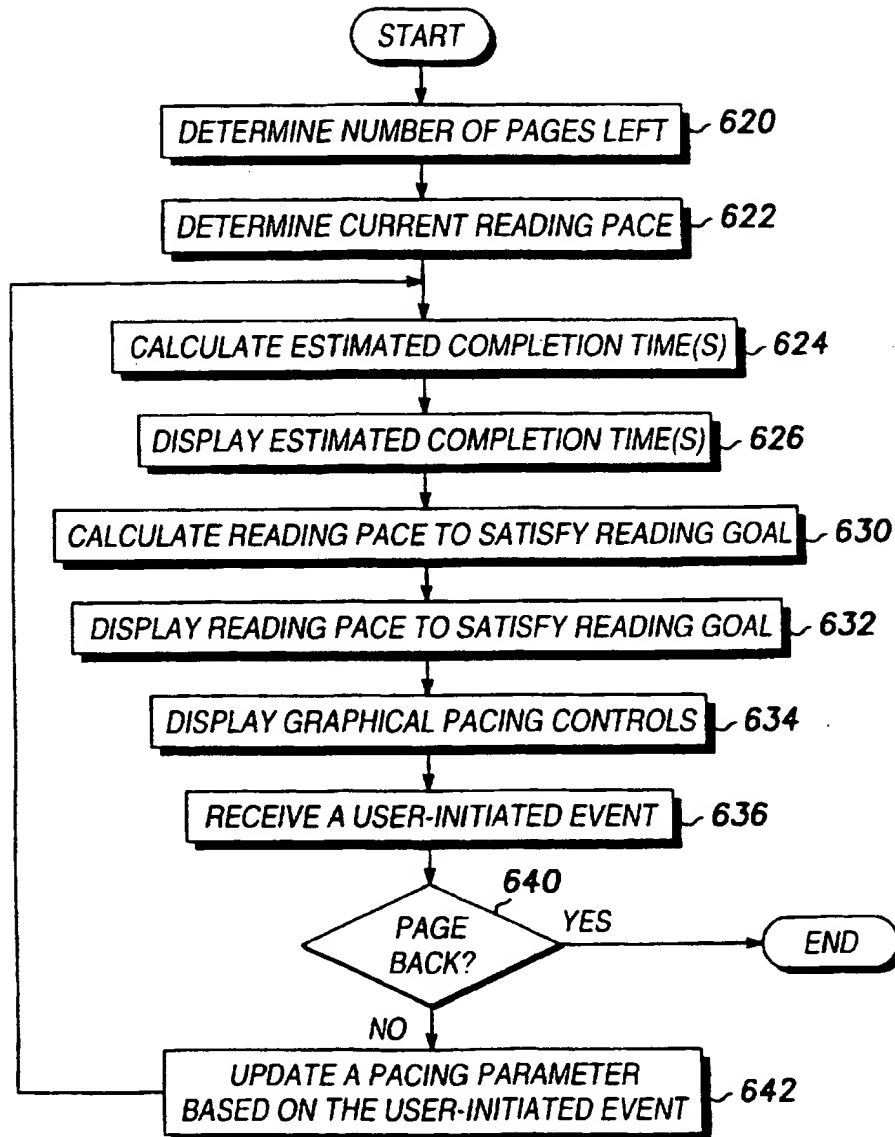 START
DETERMINE NUMBER OF PAGES LEFT 620
DETERMINE CURRENT READING PACE 622
CALCULATE ESTIMATED COMPLETION TIME(S) 624
DISPLAY ESTIMATED COMPLETION TIME(S) 626
CALCULATE READING PACE TO SATISFY READING GOAL 630
DISPLAY READING PACE TO SATISFY READING GOAL 632
DISPLAY GRAPHICAL PACING CONTROLS 634
RECEIVE A USER-INITIATED EVENT 636
640
PAGE
BACK?
YES
END
NO
UPDATE A PACING PARAMETER
BASED ON THE USER-INITIATED EVENT 642